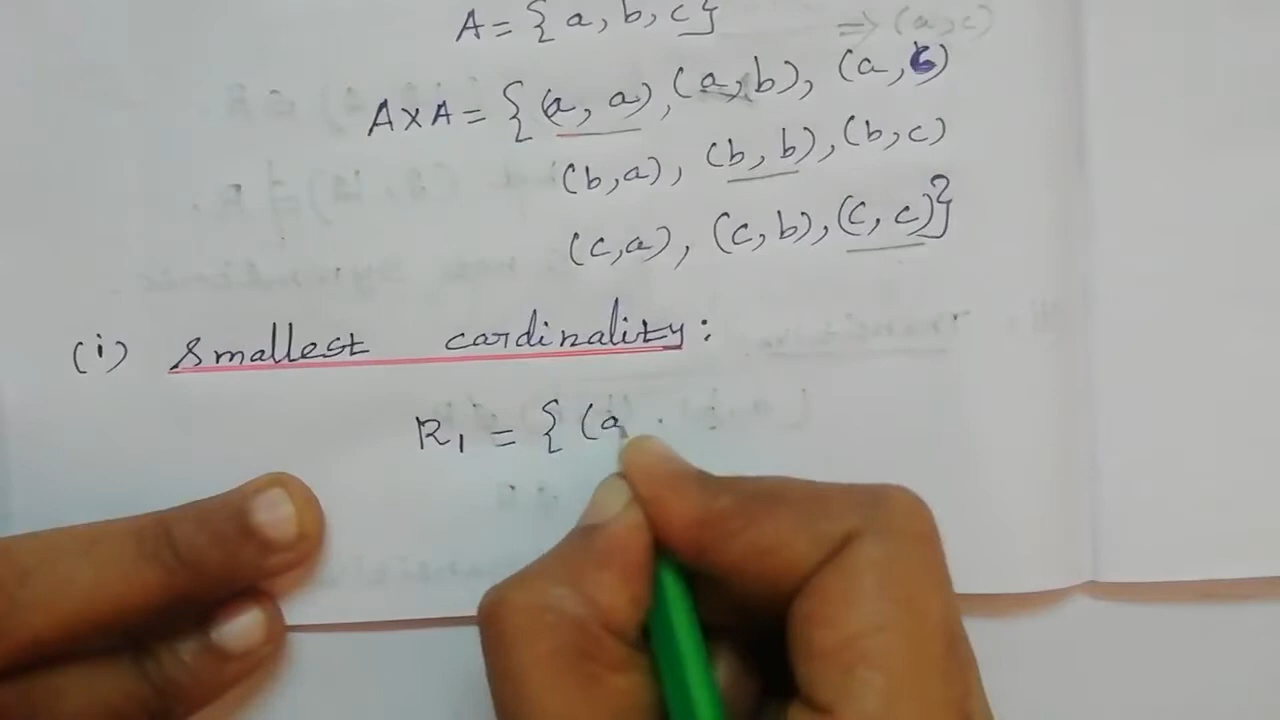 A = {a, b, c}
A×A = {(a, a), (a, b), (a, c)
(b, a), (b, b), (b, c)
(c, a), (c, b), (c, c)}
(i) Smallest cardinality:
R₁ = {(a